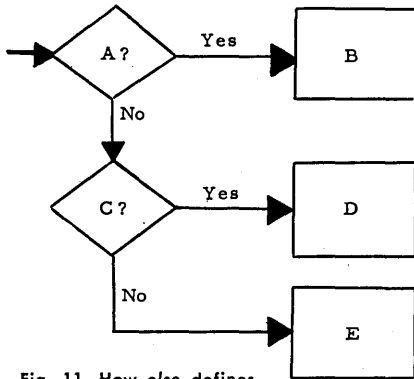 A?
Yes
B
No
C?
Yes
D
No
E
Fig. 11 How else defines